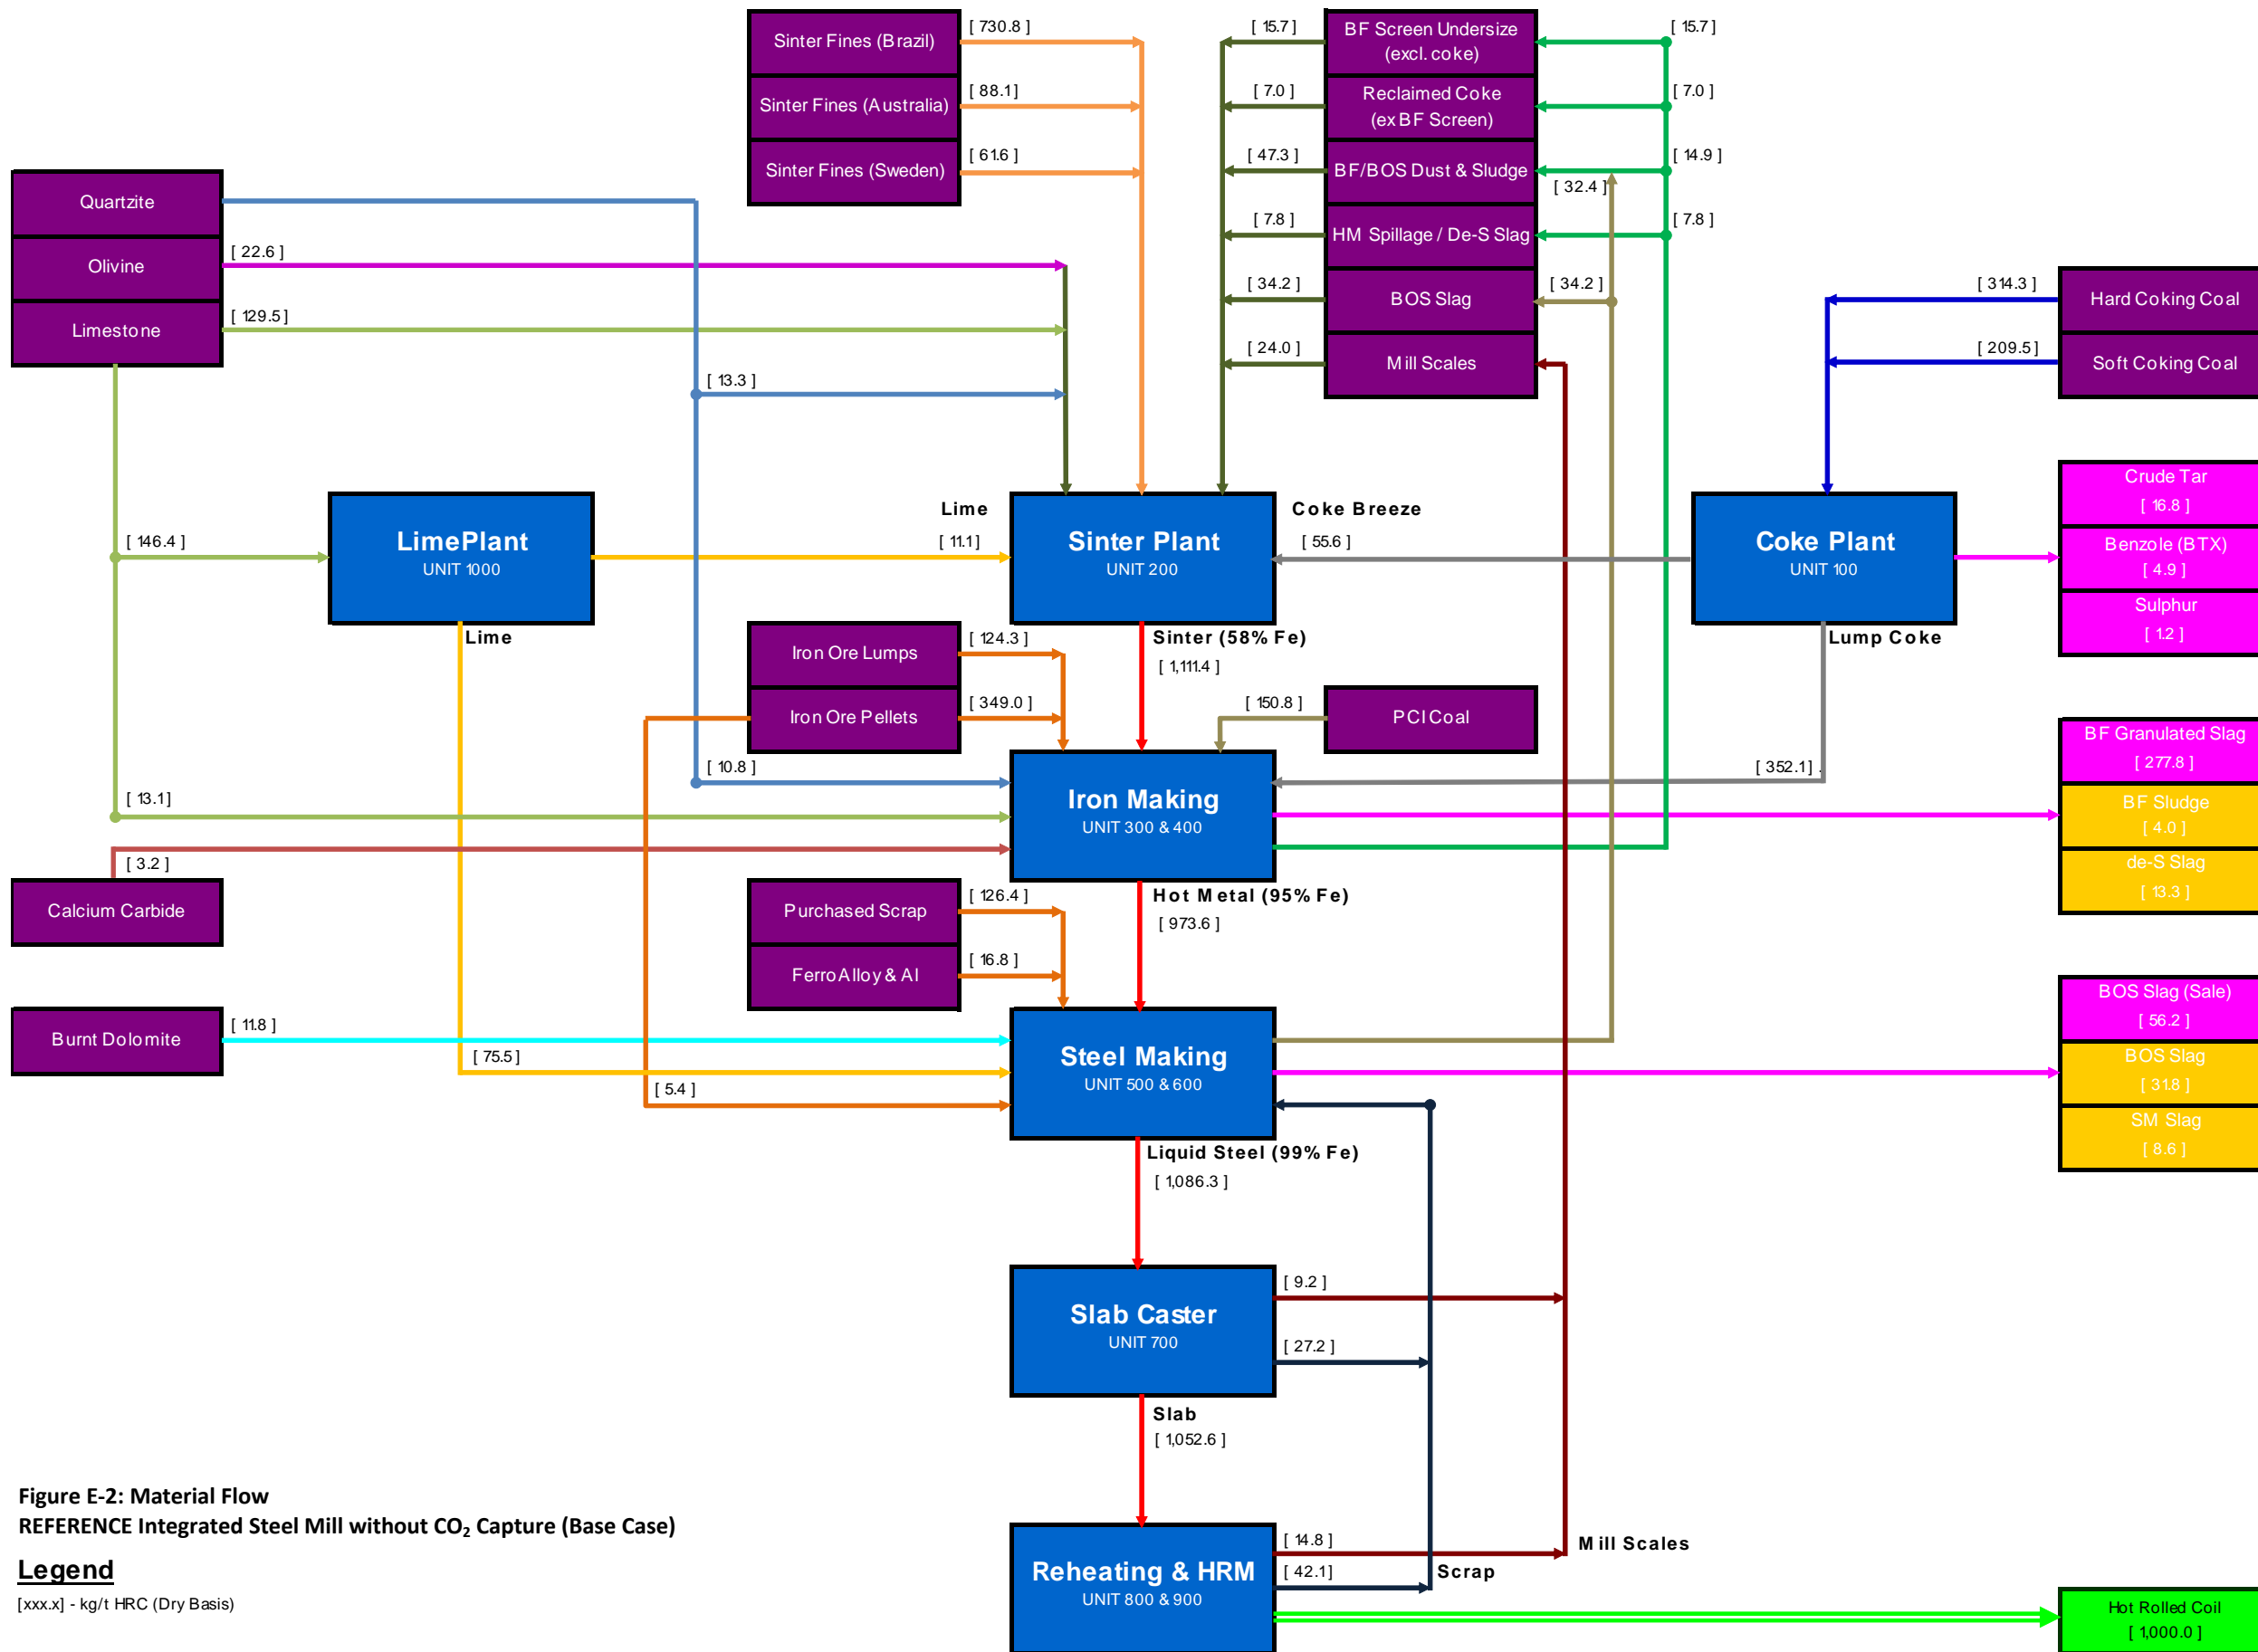 [ 730.8 ]
[ 15.7 ]
BF Screen Undersize
(excl. coke)
[ 15.7 ]
Sinter Fines (Brazil)
[ 88.1]
[ 7.0 ]
Reclaimed Coke
(ex BF Screen)
[ 7.0 ]
Sinter Fines (Australia)
[ 61.6 ]
[ 47.3 ]
BF/BOS Dust & Sludge
[ 14.9 ]
Sinter Fines (Sweden)
[ 32.4 ]
Quartzite
[ 7.8 ]
HM Spillage / De-S Slag
[ 7.8 ]
Olivine
[ 22.6 ]
[ 34.2 ]
BOS Slag
[ 34.2 ]
[ 314.3 ]
Hard Coking Coal
Limestone
[ 129.5 ]
[ 24.0 ]
Mill Scales
[ 209.5 ]
Soft Coking Coal
[ 13.3 ]
Crude Tar
[ 16.8 ]
Lime
Coke Breeze
[ 146.4 ]
LimePlant
UNIT 1000
[ 11.1 ]
Sinter Plant
UNIT 200
[ 55.6 ]
Coke Plant
UNIT 100
Benzole (BTX)
[ 4.9 ]
Sulphur
[ 1.2 ]
Lime
Iron Ore Lumps
[ 124.3 ]
Sinter (58% Fe)
[ 1,111.4 ]
Lump Coke
Iron Ore Pellets
[ 349.0 ]
[ 150.8 ]
PCI Coal
BF Granulated Slag
[ 277.8 ]
[ 10.8 ]
[ 352.1] .
[ 13.1]
Iron Making
UNIT 300 & 400
BF Sludge
[ 4.0 ]
[ 3.2 ]
de-S Slag
[ 13.3 ]
Calcium Carbide
Purchased Scrap
[ 126.4 ]
Hot Metal (95% Fe)
[ 973.6 ]
FerroAlloy & Al
[ 16.8 ]
Burnt Dolomite
[ 11.8 ]
BOS Slag (Sale)
[ 56.2 ]
[ 75.5 ]
Steel Making
UNIT 500 & 600
BOS Slag
[ 31.8 ]
[ 5.4 ]
SM Slag
[ 8.6 ]
Liquid Steel (99% Fe)
[ 1,086.3 ]
Slab Caster
UNIT 700
[ 9.2 ]
[ 27.2 ]
Slab
[ 1,052.6 ]
Figure E-2: Material Flow
REFERENCE Integrated Steel Mill without CO₂ Capture (Base Case)
Legend
[xxx.x] - kg/t HRC (Dry Basis)
[ 14.8 ]
Mill Scales
Reheating & HRM
UNIT 800 & 900
[ 42.1]
Scrap
Hot Rolled Coil
[ 1,000.0 ]